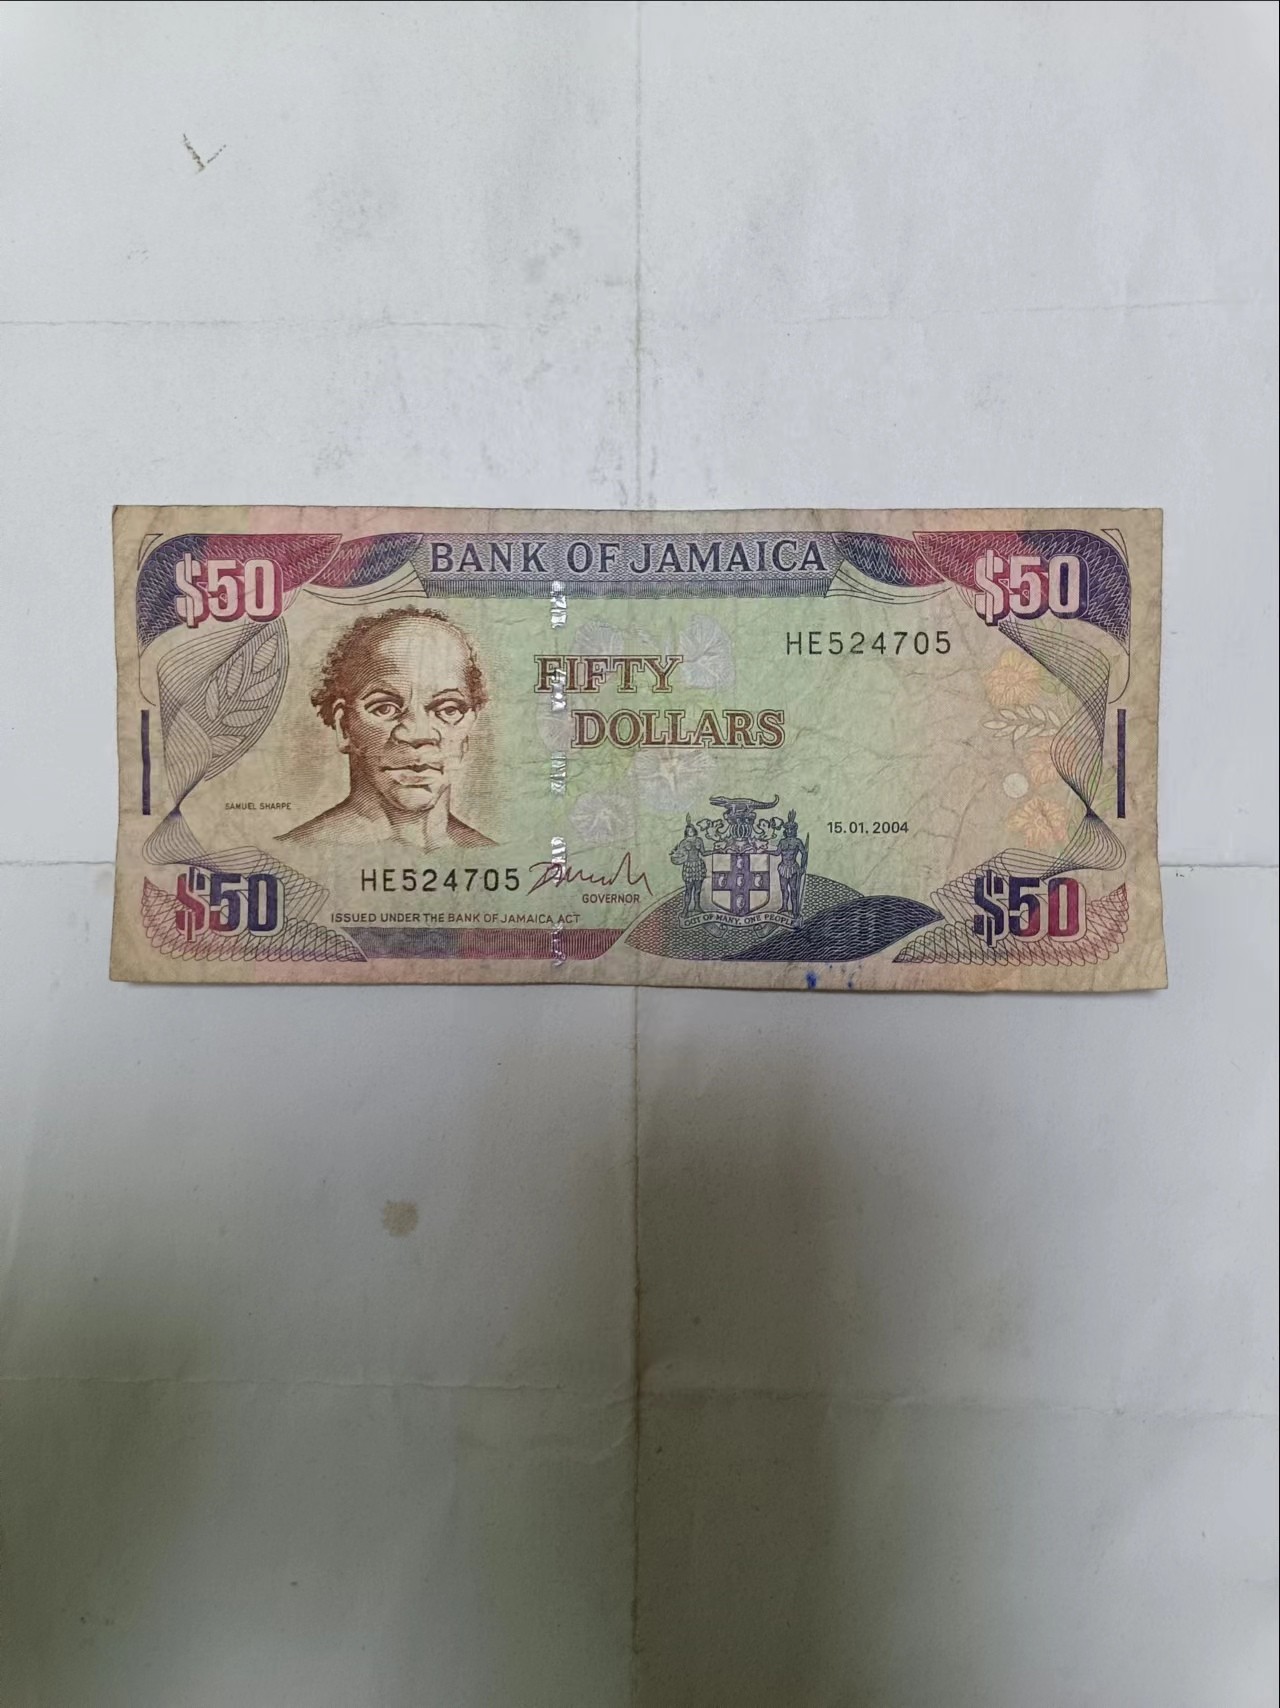 BANK OF JAMAICA
$50
$50
HE524705
FIFTY
DOLLARS
SAMUEL SHARPE
15.01.2004
HE524705
GOVERNOR
ISSUED UNDER THE BANK OF JAMAICA ACT
OUT OF MANY, ONE PEOPLE
$50
$50